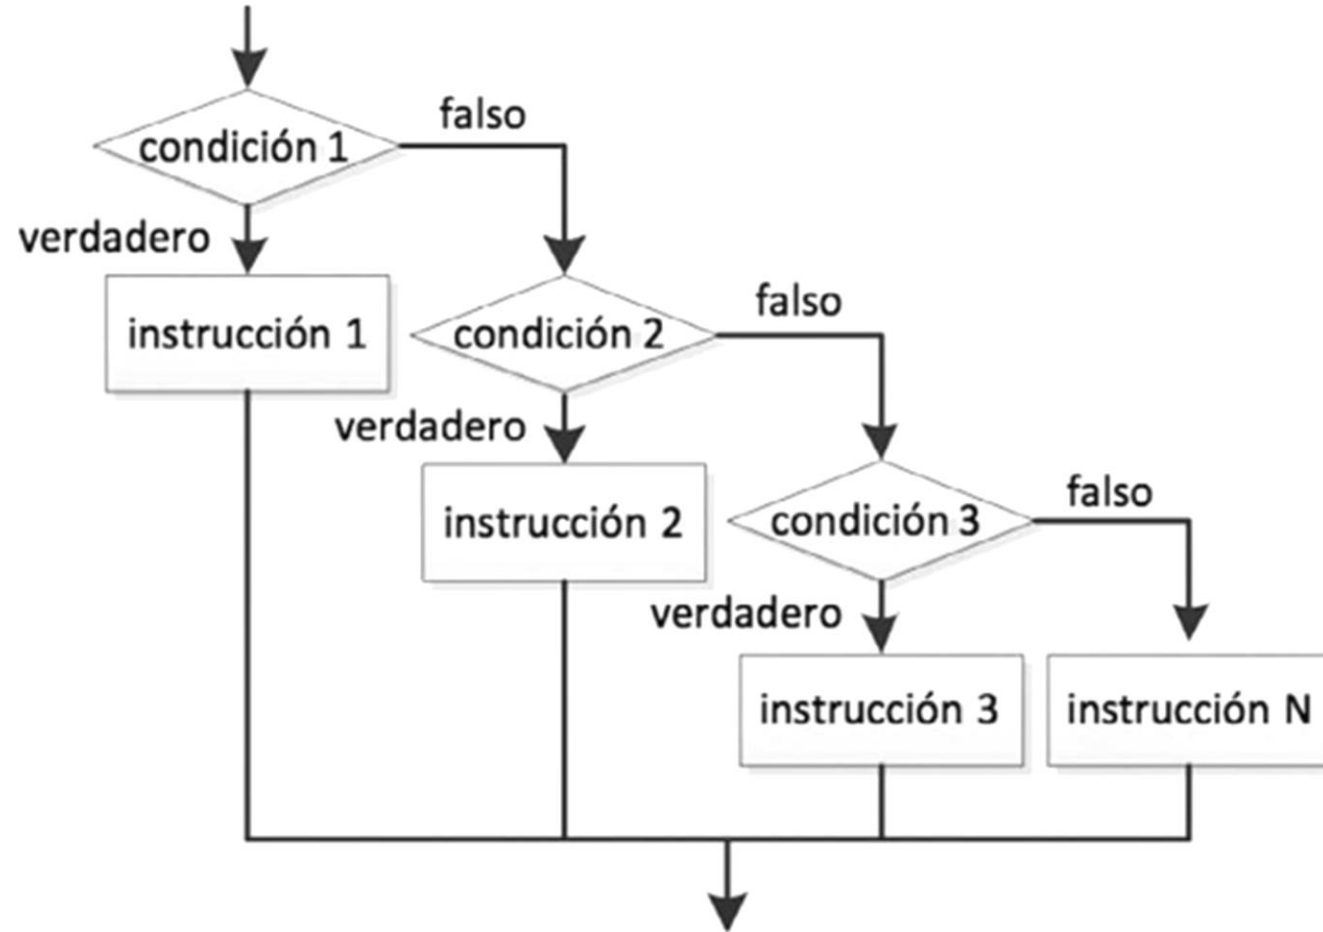 condición 1
falso
verdadero
instrucción 1
condición 2
falso
verdadero
instrucción 2
condición 3
falso
verdadero
instrucción 3
instrucción N